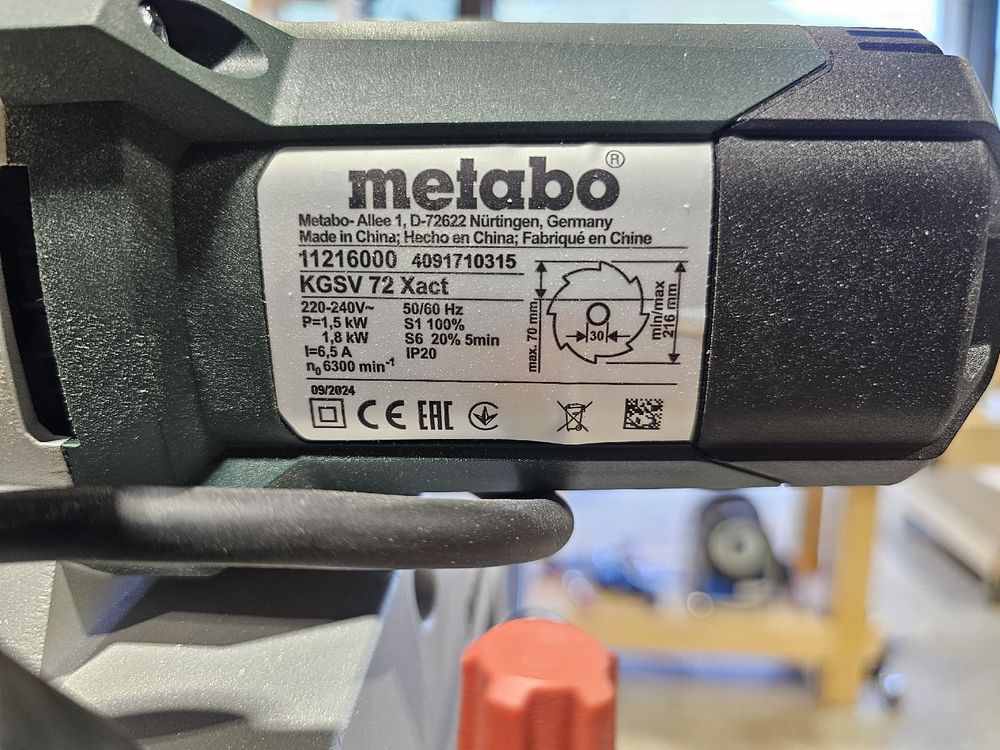 metabo®
Metabo- Allee 1, D-72622 Nürtingen, Germany
Made in China; Hecho en China; Fabriqué en Chine
11216000 4091710315
KGSV 72 Xact
220-240V~ 50/60 Hz
P=1,5 kW S1 100%
1,8 kW S6 20% 5min
I=6,5 A IP20
n₀ 6300 min⁻¹
max. 70 mm
30
min/max
216 mm
09/2024
CE EAC